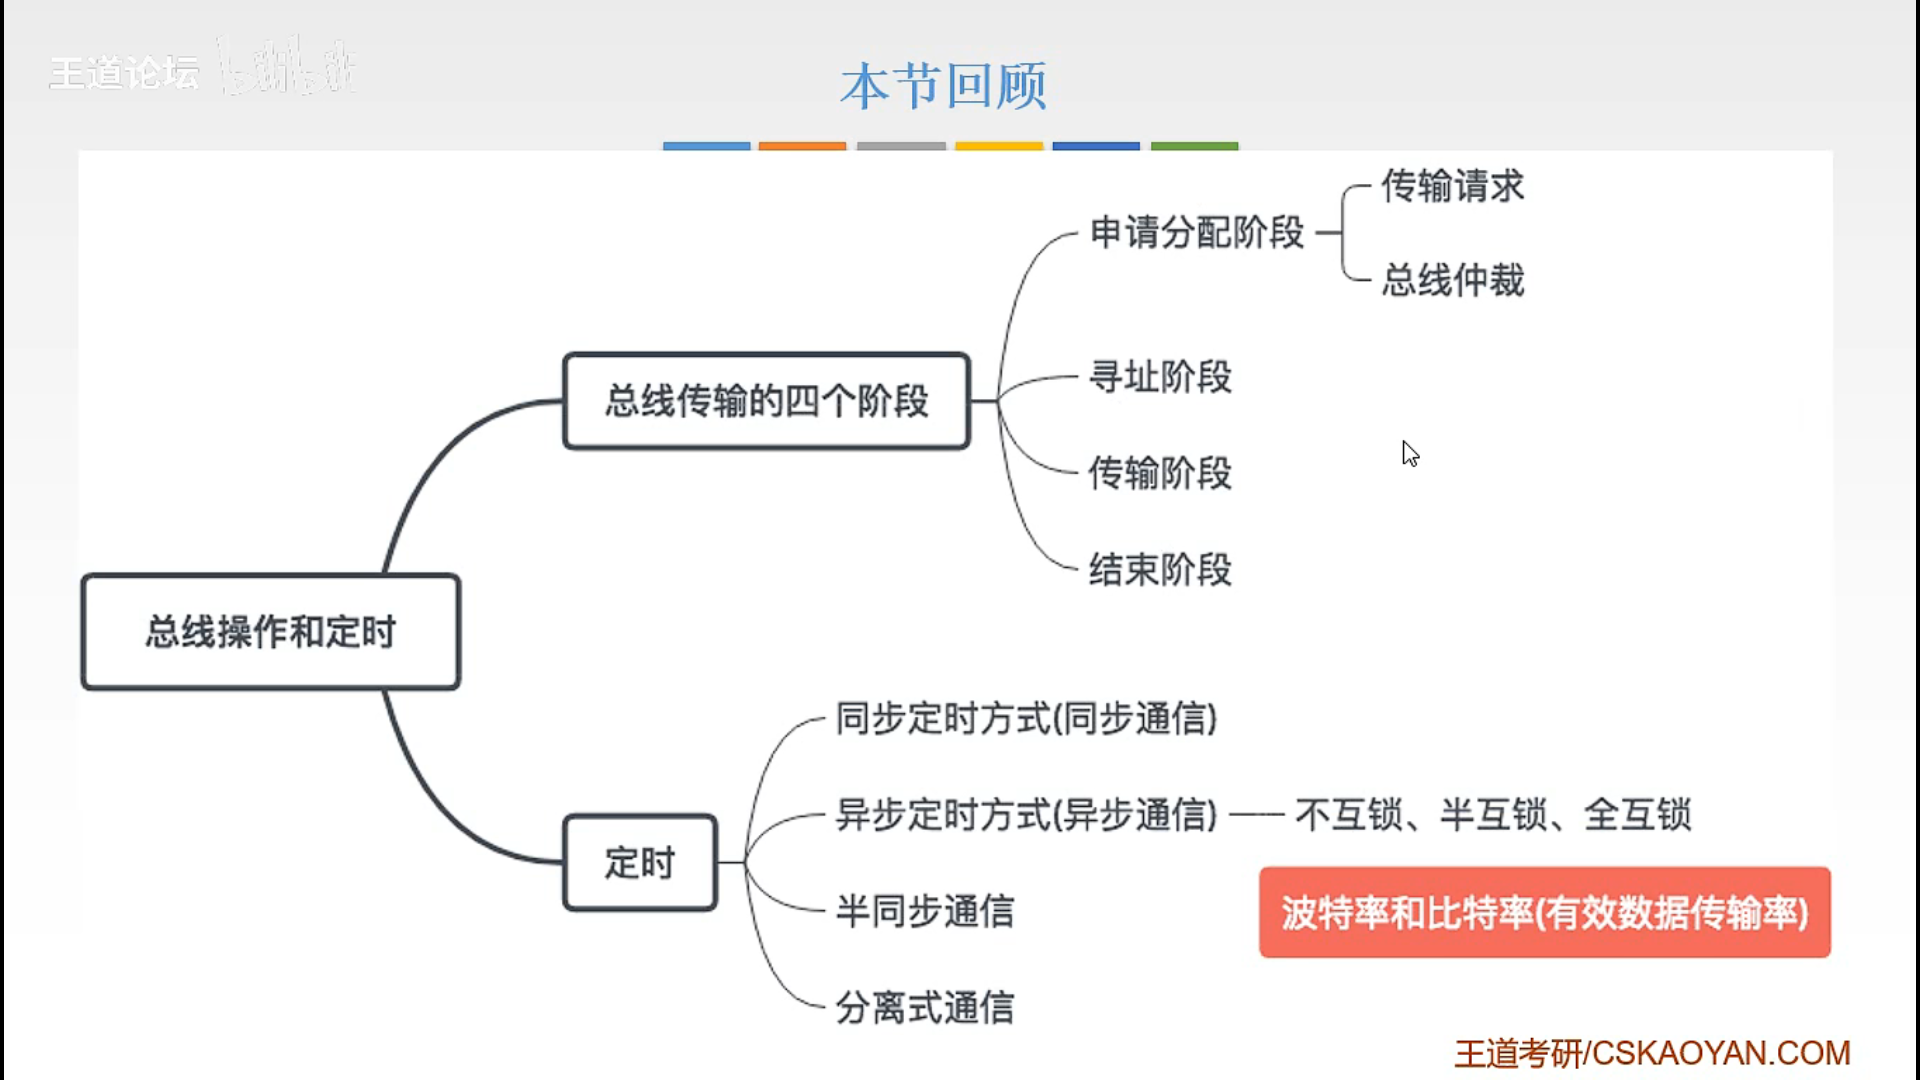 王道论坛 bilibili
本节回顾
传输请求
申请分配阶段
总线仲裁
寻址阶段
总线传输的四个阶段
传输阶段
结束阶段
总线操作和定时
同步定时方式(同步通信)
异步定时方式(异步通信) —— 不互锁、半互锁、全互锁
定时
半同步通信
波特率和比特率(有效数据传输率)
分离式通信
王道考研/CSKAOYAN.COM